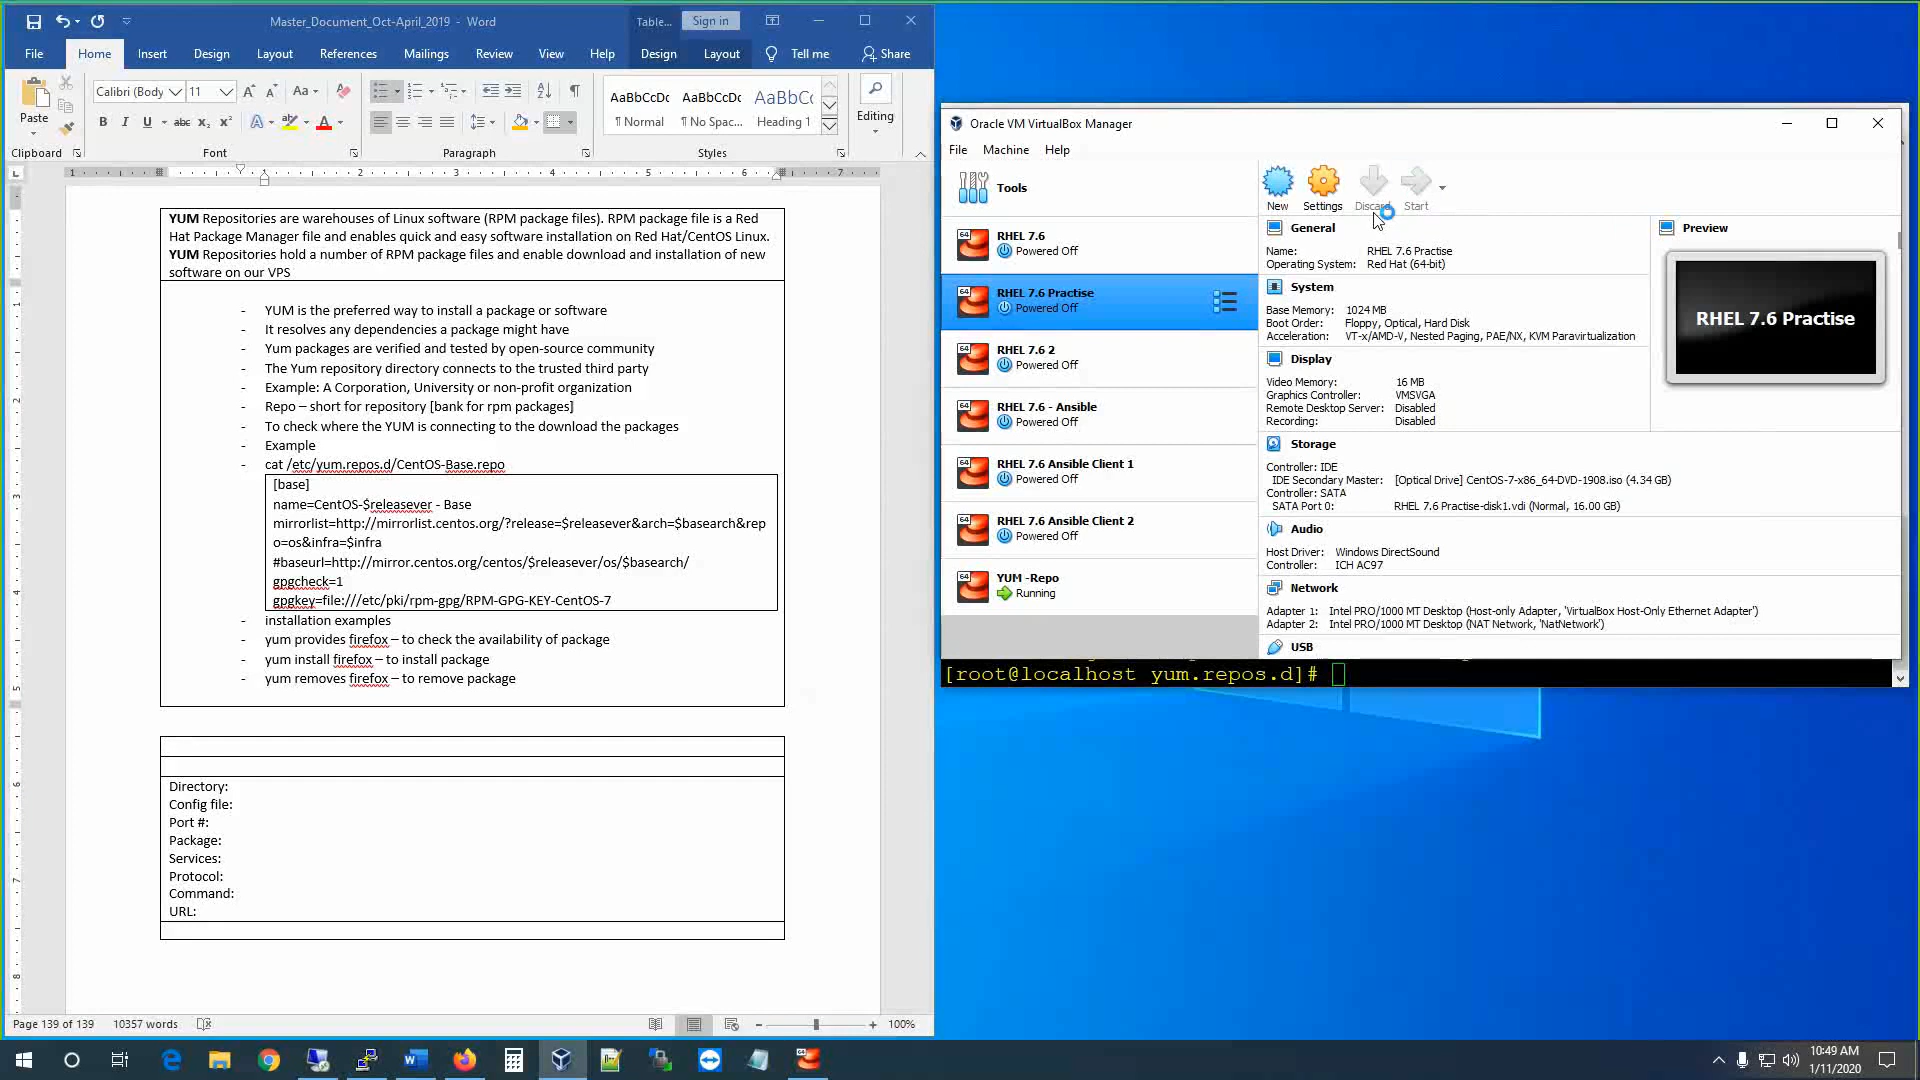 Master_Document_Oct-April_2019 - Word
Table...
Sign in
File
Home
Insert
Design
Layout
References
Mailings
Review
View
Help
Design
Layout
Tell me
Share
Paste
Calibri (Body
11
Aa
B I U abc x₂ x²
A A
AaBbCcDc AaBbCcDc AaBbCc
¶ Normal ¶ No Spac... Heading 1
Editing
Clipboard
Font
Paragraph
Styles
YUM Repositories are warehouses of Linux software (RPM package files). RPM package file is a Red
Hat Package Manager file and enables quick and easy software installation on Red Hat/CentOS Linux.
YUM Repositories hold a number of RPM package files and enable download and installation of new
software on our VPS
- YUM is the preferred way to install a package or software
- It resolves any dependencies a package might have
- Yum packages are verified and tested by open-source community
- The Yum repository directory connects to the trusted third party
- Example: A Corporation, University or non-profit organization
- Repo – short for repository [bank for rpm packages]
- To check where the YUM is connecting to the download the packages
- Example
- cat /etc/yum.repos.d/CentOS-Base.repo
[base]
name=CentOS-$releasever - Base
mirrorlist=http://mirrorlist.centos.org/?release=$releasever&arch=$basearch&rep
o=os&infra=$infra
#baseurl=http://mirror.centos.org/centos/$releasever/os/$basearch/
gpgcheck=1
gpgkey=file:///etc/pki/rpm-gpg/RPM-GPG-KEY-CentOS-7
- installation examples
- yum provides firefox – to check the availability of package
- yum install firefox – to install package
- yum removes firefox – to remove package
Directory:
Config file:
Port #:
Package:
Services:
Protocol:
Command:
URL:
Page 139 of 139
10357 words
100%
Oracle VM VirtualBox Manager
File Machine Help
Tools
New
Settings
Discard
Start
RHEL 7.6
Powered Off
RHEL 7.6 Practise
Powered Off
RHEL 7.6 2
Powered Off
RHEL 7.6 - Ansible
Powered Off
RHEL 7.6 Ansible Client 1
Powered Off
RHEL 7.6 Ansible Client 2
Powered Off
YUM -Repo
Running
General
Name: RHEL 7.6 Practise
Operating System: Red Hat (64-bit)
System
Base Memory: 1024 MB
Boot Order: Floppy, Optical, Hard Disk
Acceleration: VT-x/AMD-V, Nested Paging, PAE/NX, KVM Paravirtualization
Display
Video Memory: 16 MB
Graphics Controller: VMSVGA
Remote Desktop Server: Disabled
Recording: Disabled
Storage
Controller: IDE
IDE Secondary Master: [Optical Drive] CentOS-7-x86_64-DVD-1908.iso (4.34 GB)
Controller: SATA
SATA Port 0: RHEL 7.6 Practise-disk1.vdi (Normal, 16.00 GB)
Audio
Host Driver: Windows DirectSound
Controller: ICH AC97
Network
Adapter 1: Intel PRO/1000 MT Desktop (Host-only Adapter, 'VirtualBox Host-Only Ethernet Adapter')
Adapter 2: Intel PRO/1000 MT Desktop (NAT Network, 'NatNetwork')
USB
Preview
RHEL 7.6 Practise
[root@localhost yum.repos.d]#
10:49 AM
1/11/2020